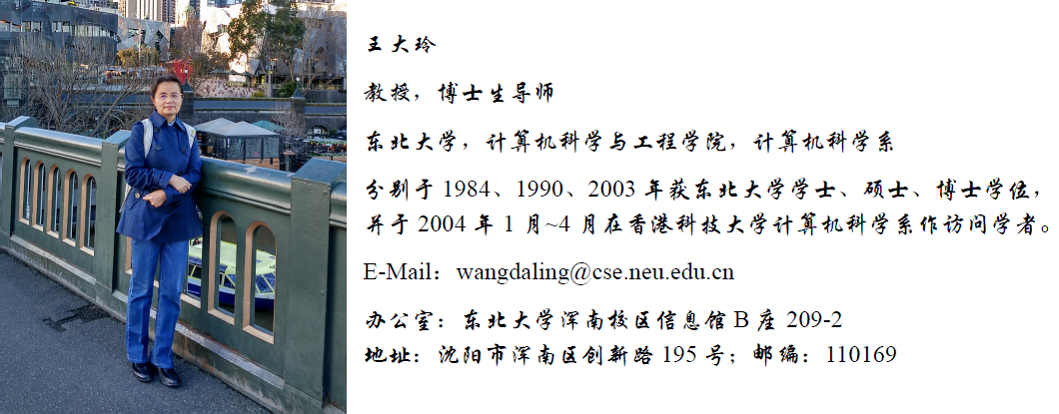 王大玲
教授，博士生导师
东北大学，计算机科学与工程学院，计算机科学系
分别于 1984、1990、2003 年获东北大学学士、硕士、博士学位，
并于 2004 年 1 月~4 月在香港科技大学计算机科学系作访问学者。
E-Mail：wangdaling@cse.neu.edu.cn
办公室：东北大学浑南校区信息馆 B 座 209-2
地址：沈阳市浑南区创新路 195 号；邮编：110169